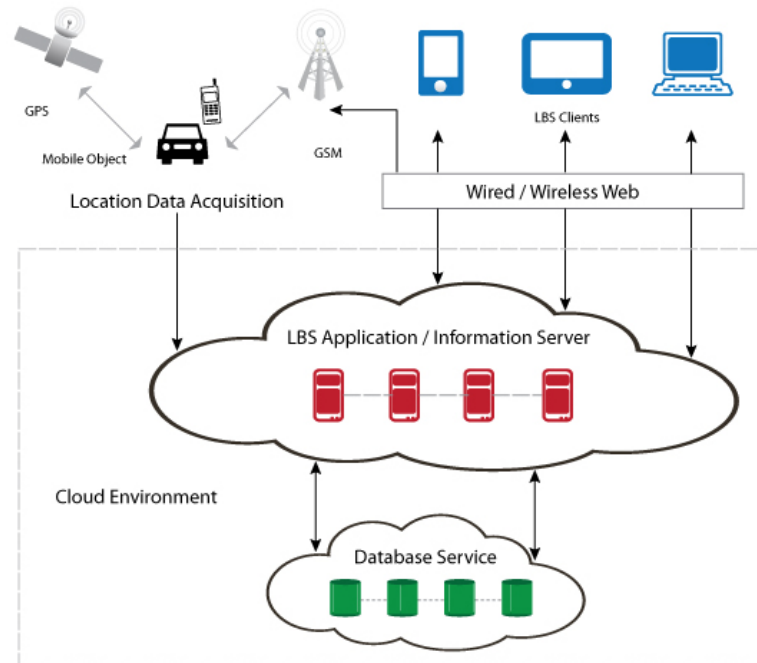 GPS
LBS Clients
Mobile Object
GSM
Location Data Acquisition
Wired / Wireless Web
LBS Application / Information Server
Cloud Environment
Database Service